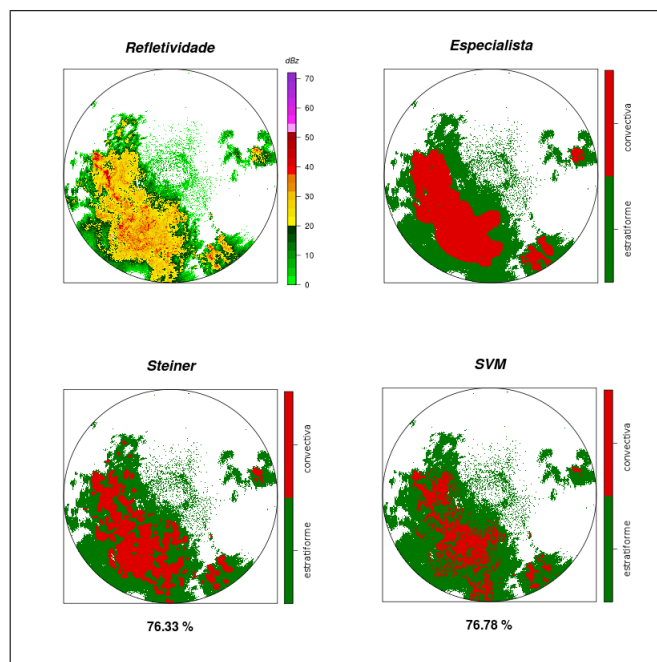 Refletividade
dBz
70
60
50
40
30
20
10
0
Especialista
convectiva
estratiforme
Steiner
convectiva
estratiforme
76.33 %
SVM
convectiva
estratiforme
76.78 %